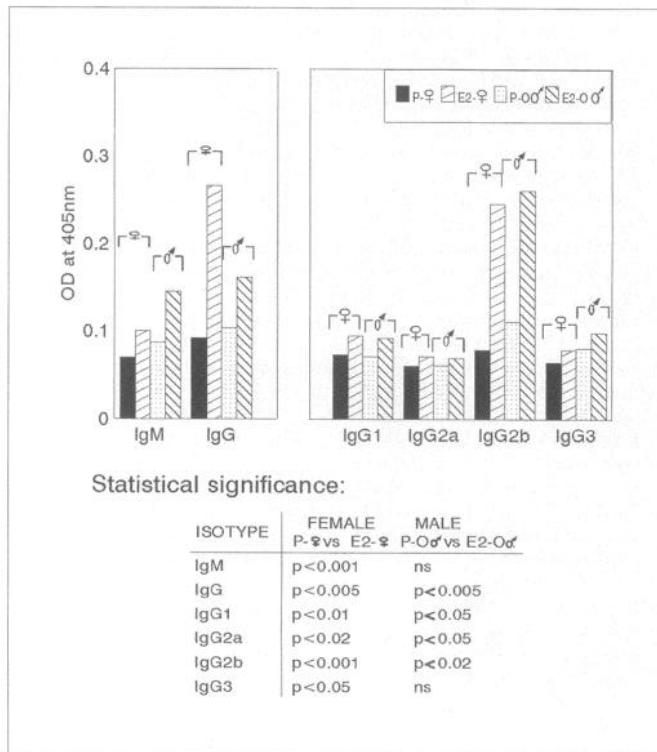 0.4
0.3
0.2
0.1
0
OD at 405nm
P-♀ E2-♀ P-O♂ E2-O♂
♀ ♂ ♀ ♂
♀ ♂ ♀ ♂ ♀ ♂ ♀ ♂
IgM IgG
IgG1 IgG2a IgG2b IgG3
Statistical significance:
ISOTYPE FEMALE MALE
P-♀ vs E2-♀ P-O♂ vs E2-O♂
IgM p<0.001 ns
IgG p<0.005 p<0.005
IgG1 p<0.01 p<0.05
IgG2a p<0.02 p<0.05
IgG2b p<0.001 p<0.02
IgG3 p<0.05 ns